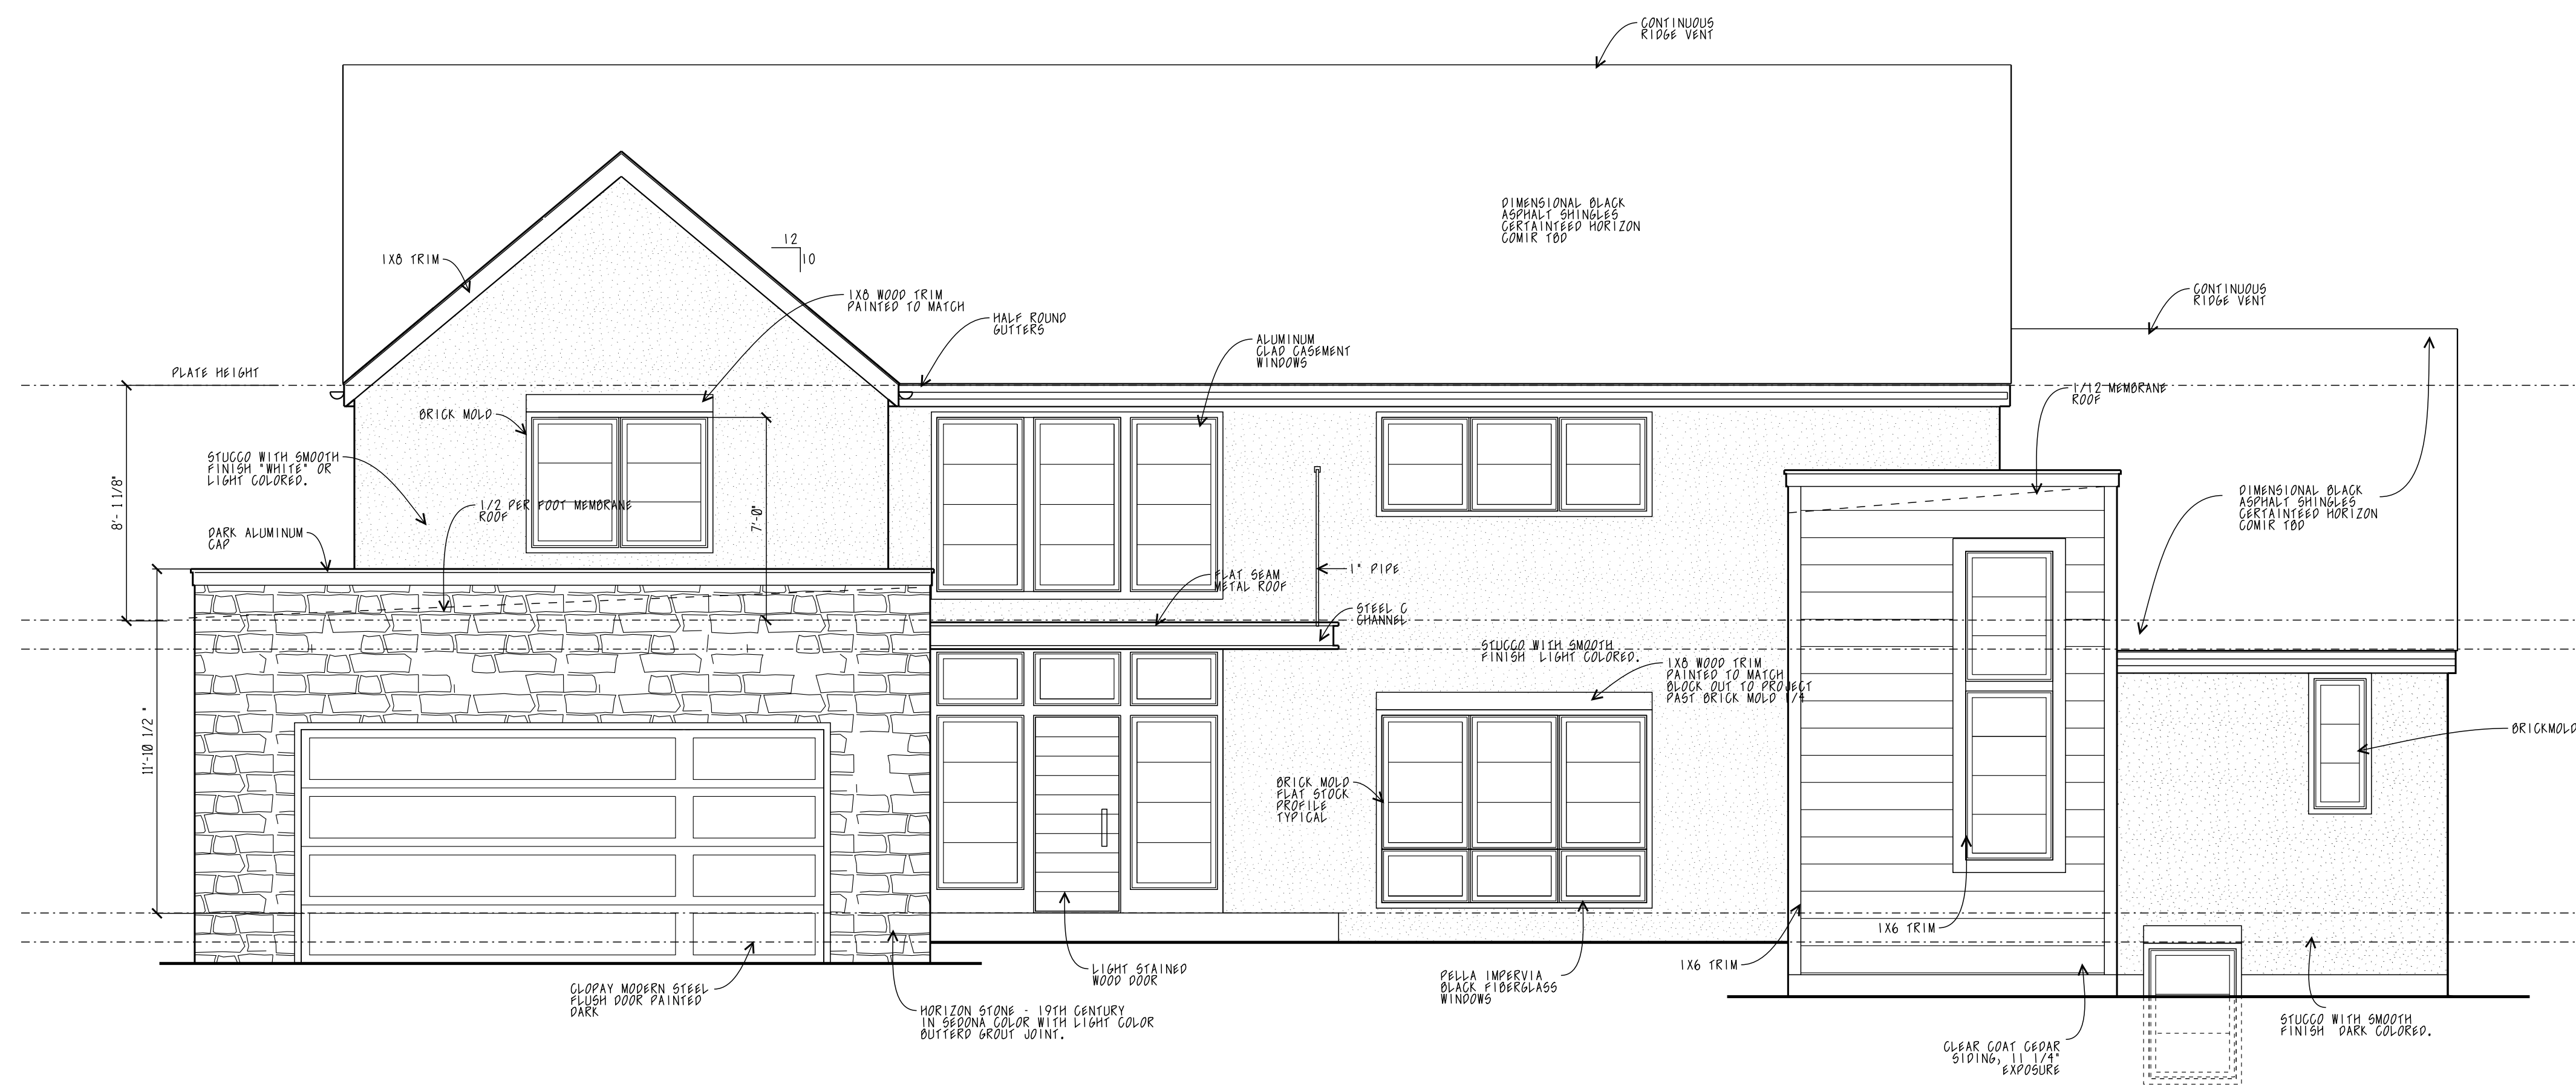 CONTINUOUS
RIDGE VENT
DIMENSIONAL BLACK
ASPHALT SHINGLES
CERTAINTEED HORIZON
COMIR TBD
12
10
1X8 TRIM
1X8 WOOD TRIM
PAINTED TO MATCH
HALF ROUND
GUTTERS
ALUMINUM
CLAD CASEMENT
WINDOWS
CONTINUOUS
RIDGE VENT
PLATE HEIGHT
1/12 MEMBRANE
ROOF
BRICK MOLD
STUCCO WITH SMOOTH
FINISH "WHITE" OR
LIGHT COLORED.
8'- 1 1/8"
1/2 PER FOOT MEMBRANE
ROOF
7'-0"
DARK ALUMINUM
CAP
DIMENSIONAL BLACK
ASPHALT SHINGLES
CERTAINTEED HORIZON
COMIR TBD
FLAT SEAM
METAL ROOF
1" PIPE
STEEL C
CHANNEL
STUCCO WITH SMOOTH
FINISH LIGHT COLORED.
1X8 WOOD TRIM
PAINTED TO MATCH
BLOCK OUT TO PROJECT
PAST BRICK MOLD 1/4
11'-10 1/2 "
BRICKMOLD
BRICK MOLD
FLAT STOCK
PROFILE
TYPICAL
1X6 TRIM
1X6 TRIM
LIGHT STAINED
WOOD DOOR
PELLA IMPERVIA
BLACK FIBERGLASS
WINDOWS
CLOPAY MODERN STEEL
FLUSH DOOR PAINTED
DARK
HORIZON STONE - 19TH CENTURY
IN SEDONA COLOR WITH LIGHT COLOR
BUTTERD GROUT JOINT.
STUCCO WITH SMOOTH
FINISH DARK COLORED.
CLEAR COAT CEDAR
SIDING, 11 1/4"
EXPOSURE